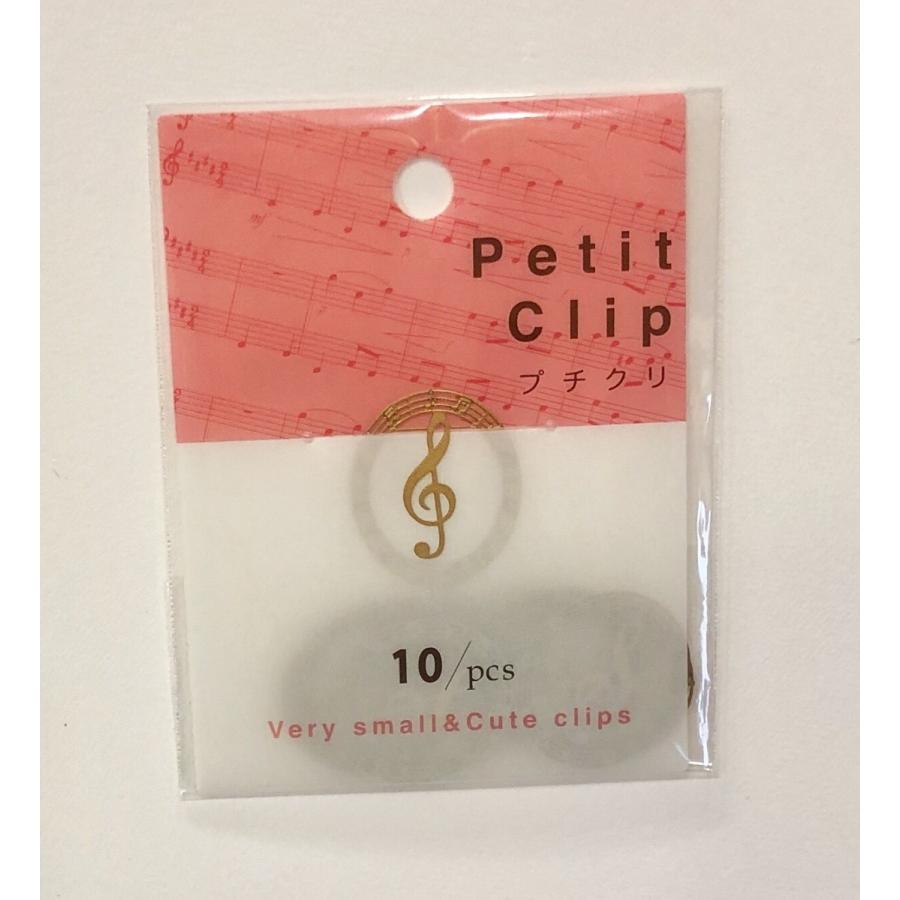 Petit
Clip
プチクリ
10/pcs
Very small&Cute clips